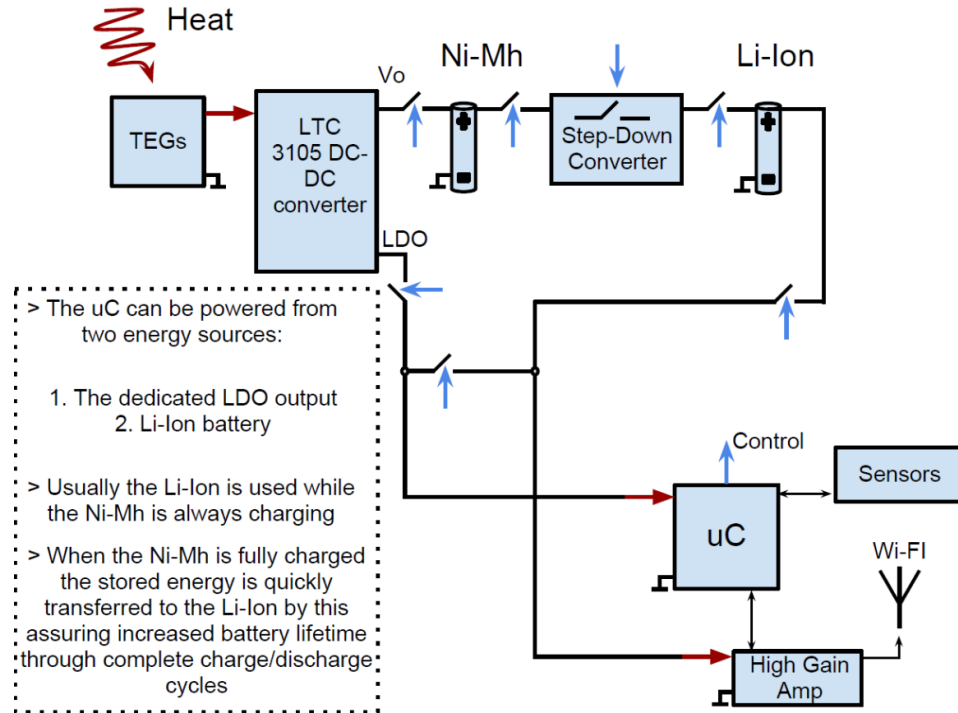 Heat
Ni-Mh
Li-Ion
Vo
TEGs
LTC
3105 DC-
DC
converter
Step-Down
Converter
LDO
> The uC can be powered from
two energy sources:
1. The dedicated LDO output
2. Li-Ion battery
> Usually the Li-Ion is used while
the Ni-Mh is always charging
> When the Ni-Mh is fully charged
the stored energy is quickly
transferred to the Li-Ion by this
assuring increased battery lifetime
through complete charge/discharge
cycles
Control
Sensors
uC
Wi-FI
High Gain
Amp